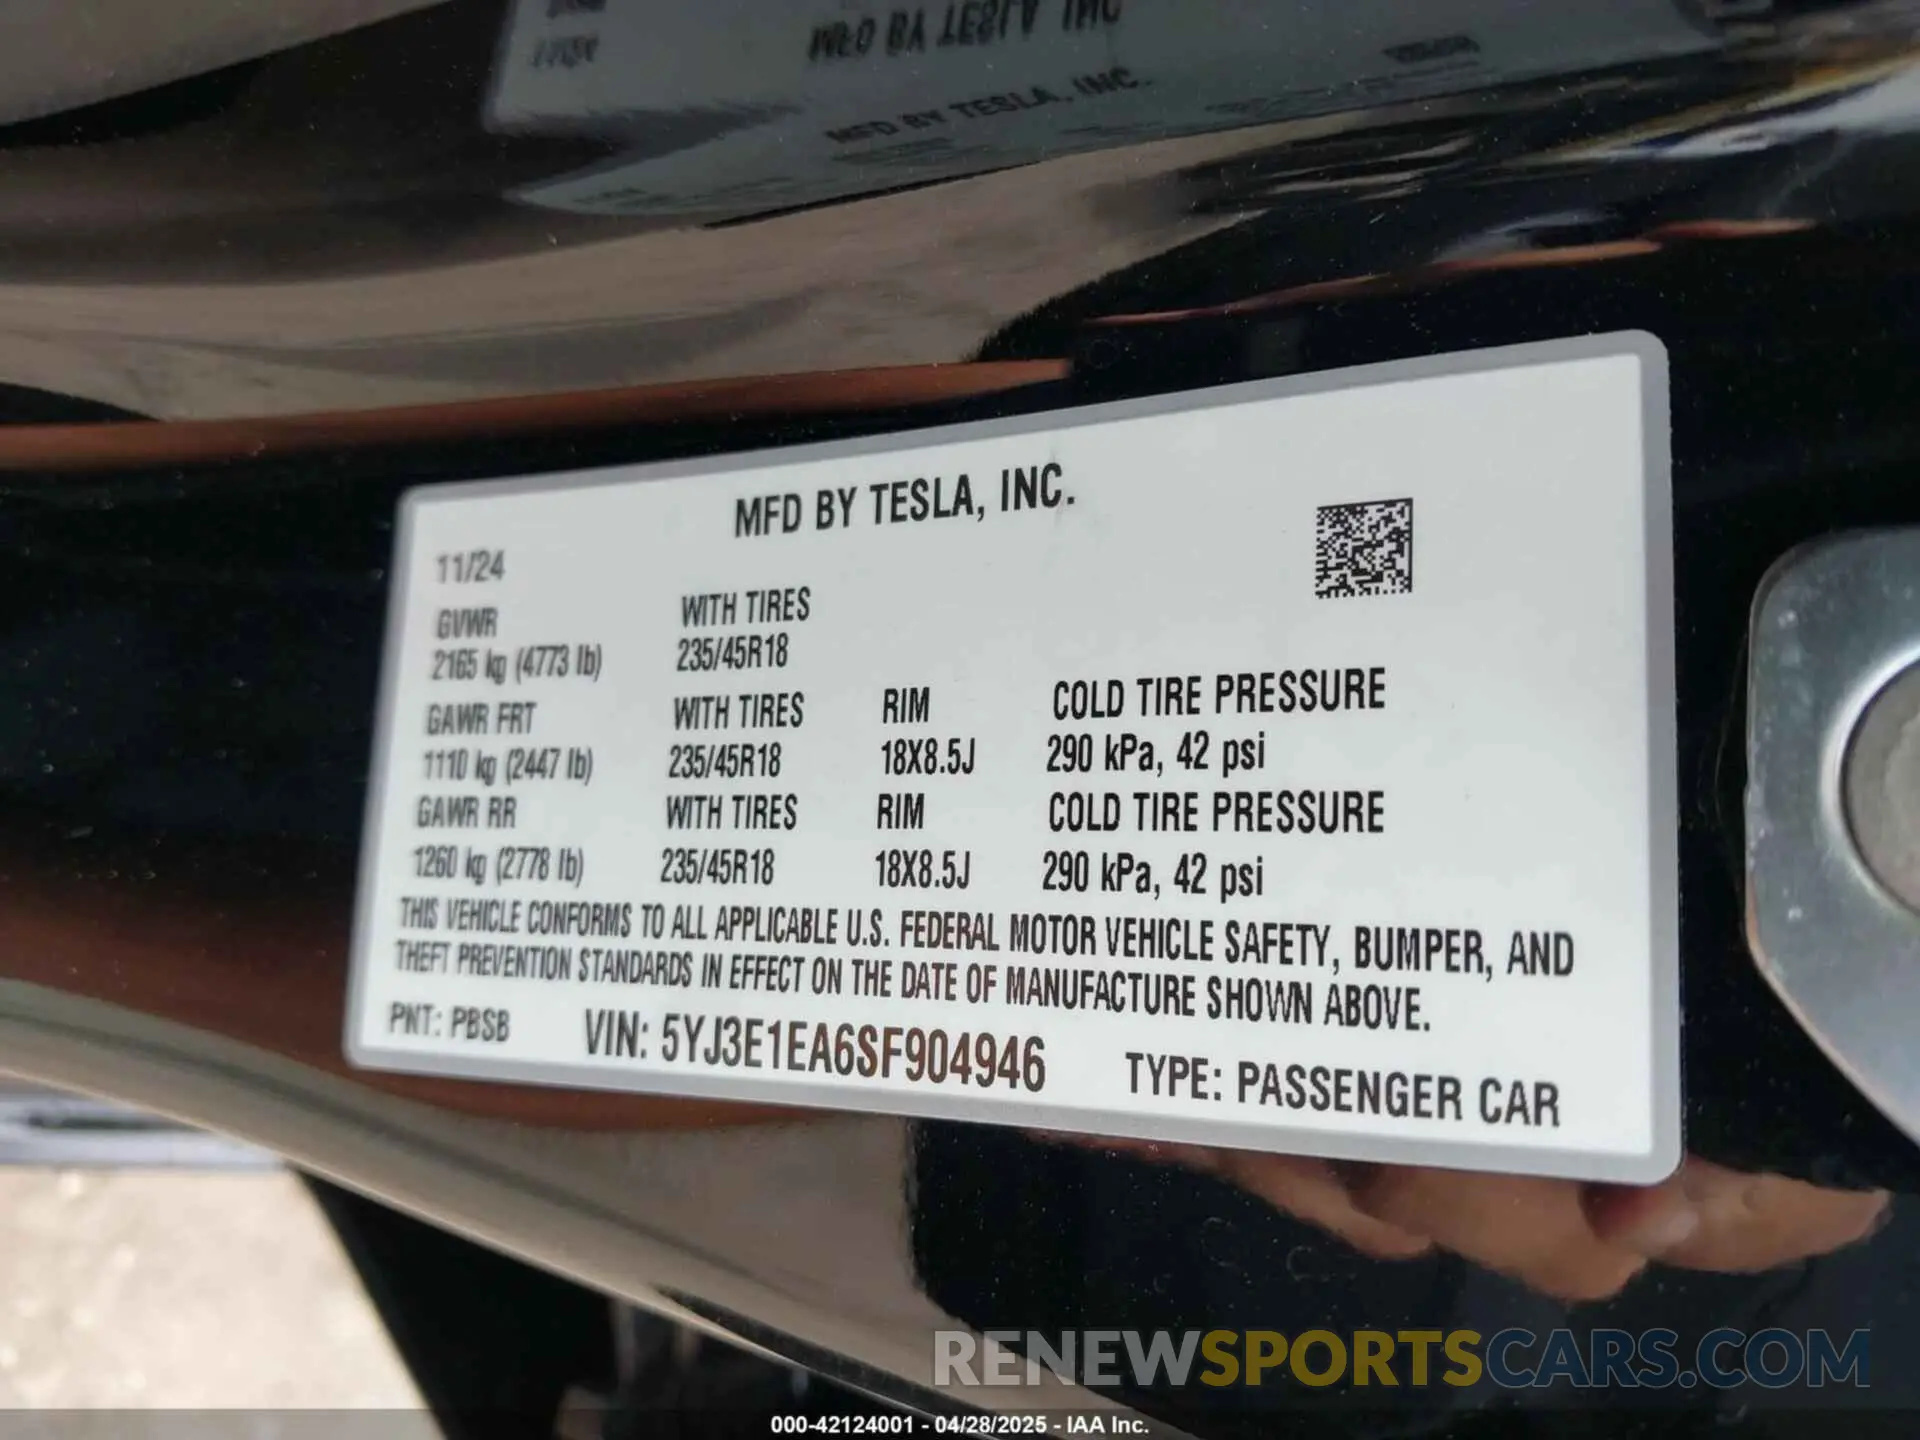 MFD BY TESLA, INC.
MFD BY TESLA, INC.
11/24
GVWR
2165 kg (4773 lb)
WITH TIRES
235/45R18
GAWR FRT
1110 kg (2447 lb)
WITH TIRES
235/45R18
RIM
18X8.5J
COLD TIRE PRESSURE
290 kPa, 42 psi
GAWR RR
1260 kg (2778 lb)
WITH TIRES
235/45R18
RIM
18X8.5J
COLD TIRE PRESSURE
290 kPa, 42 psi
THIS VEHICLE CONFORMS TO ALL APPLICABLE U.S. FEDERAL MOTOR VEHICLE SAFETY, BUMPER, AND
THEFT PREVENTION STANDARDS IN EFFECT ON THE DATE OF MANUFACTURE SHOWN ABOVE.
PNT: PBSB
VIN: 5YJ3E1EA6SF904946
TYPE: PASSENGER CAR
RENEWSPORTSCARS.COM
000-42124001 - 04/28/2025 - IAA Inc.